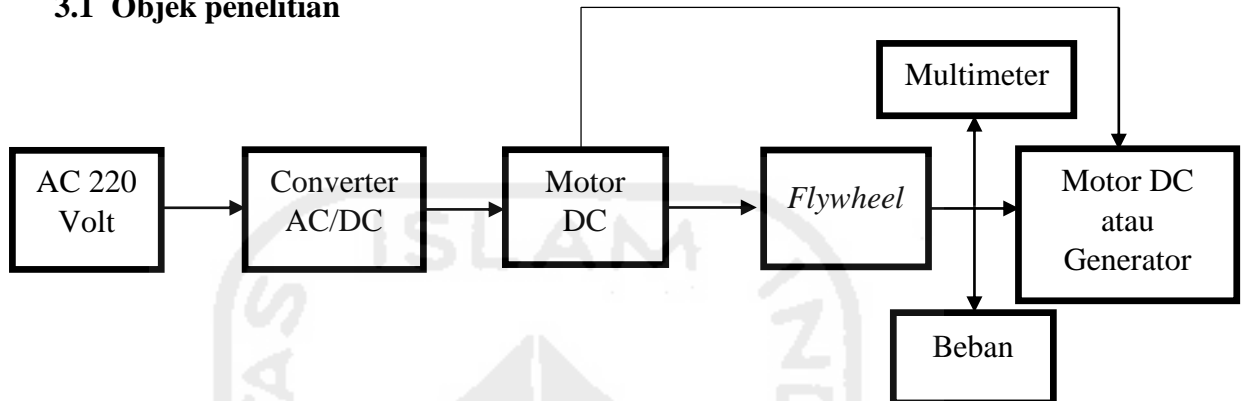 3.1 Objek penelitian
Multimeter
AC 220
Volt
Converter
AC/DC
Motor
DC
Flywheel
Motor DC
atau
Generator
Beban
ISLAM